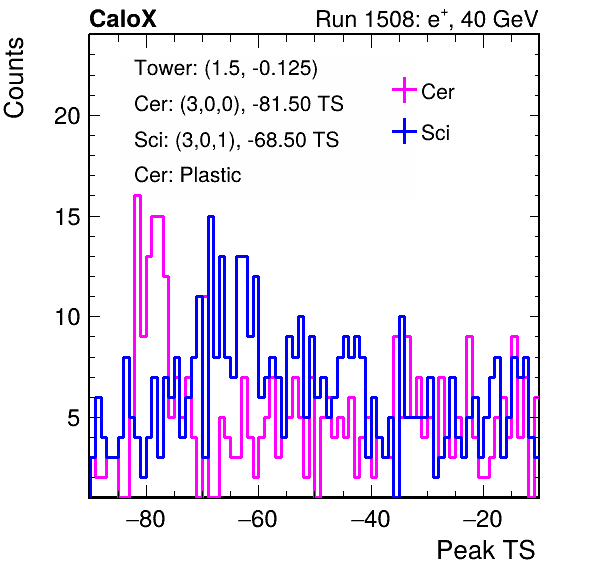 CaloX Run 1508: e⁺, 40 GeV
Counts
Tower: (1.5, -0.125)
Cer: (3,0,0), -81.50 TS
Sci: (3,0,1), -68.50 TS
Cer: Plastic
Cer
Sci
20
15
10
5
−80 −60 −40 −20
Peak TS